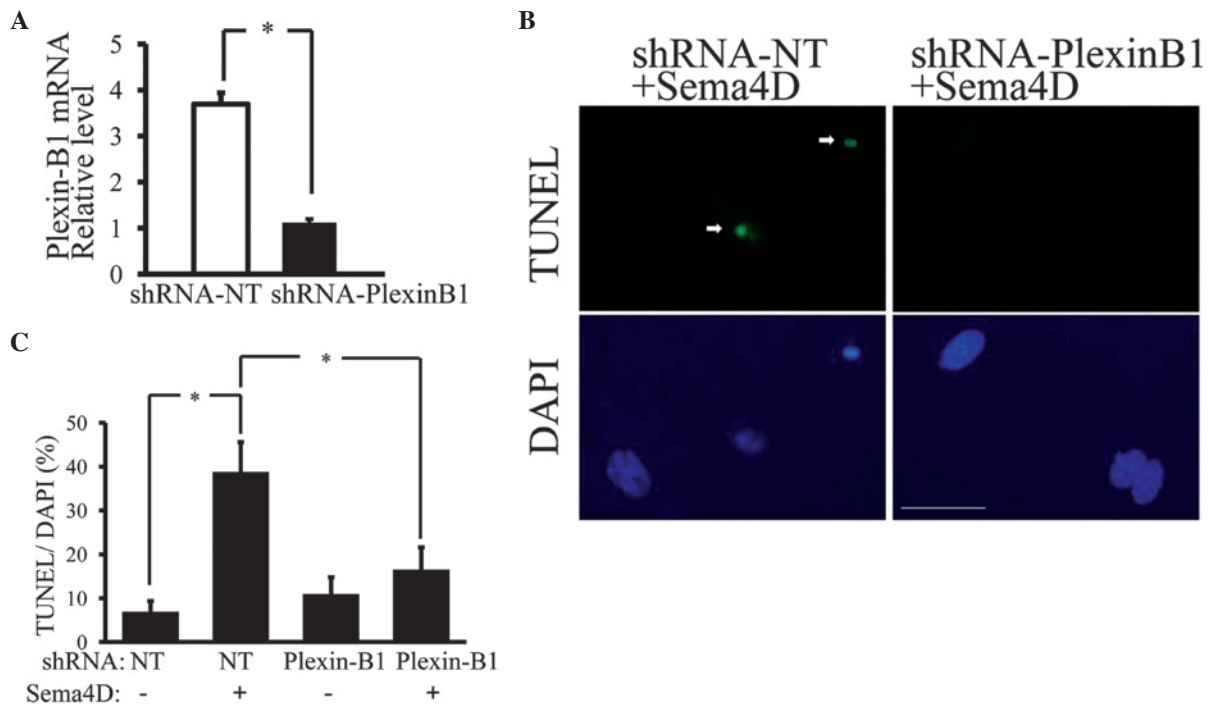 A
Plexin-B1 mRNA
Relative level
5
4
3
2
1
0
*
shRNA-NT shRNA-PlexinB1
B
shRNA-NT
+Sema4D
shRNA-PlexinB1
+Sema4D
TUNEL
DAPI
C
TUNEL/ DAPI (%)
50
40
30
20
10
0
*
*
shRNA: NT NT Plexin-B1 Plexin-B1
Sema4D: - + - +